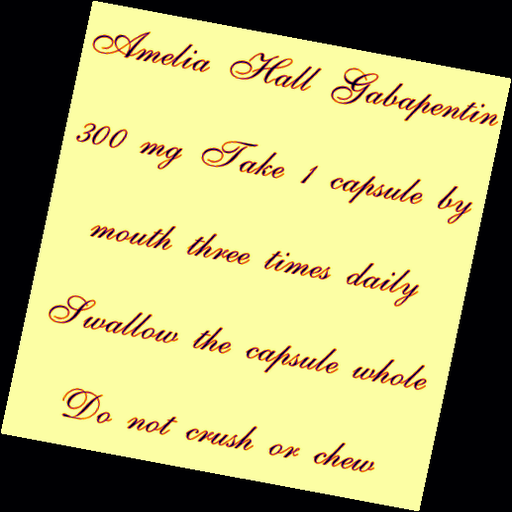 Amelia Hall Gabapentin
300 mg Take 1 capsule by
mouth three times daily
Swallow the capsule whole
Do not crush or chew